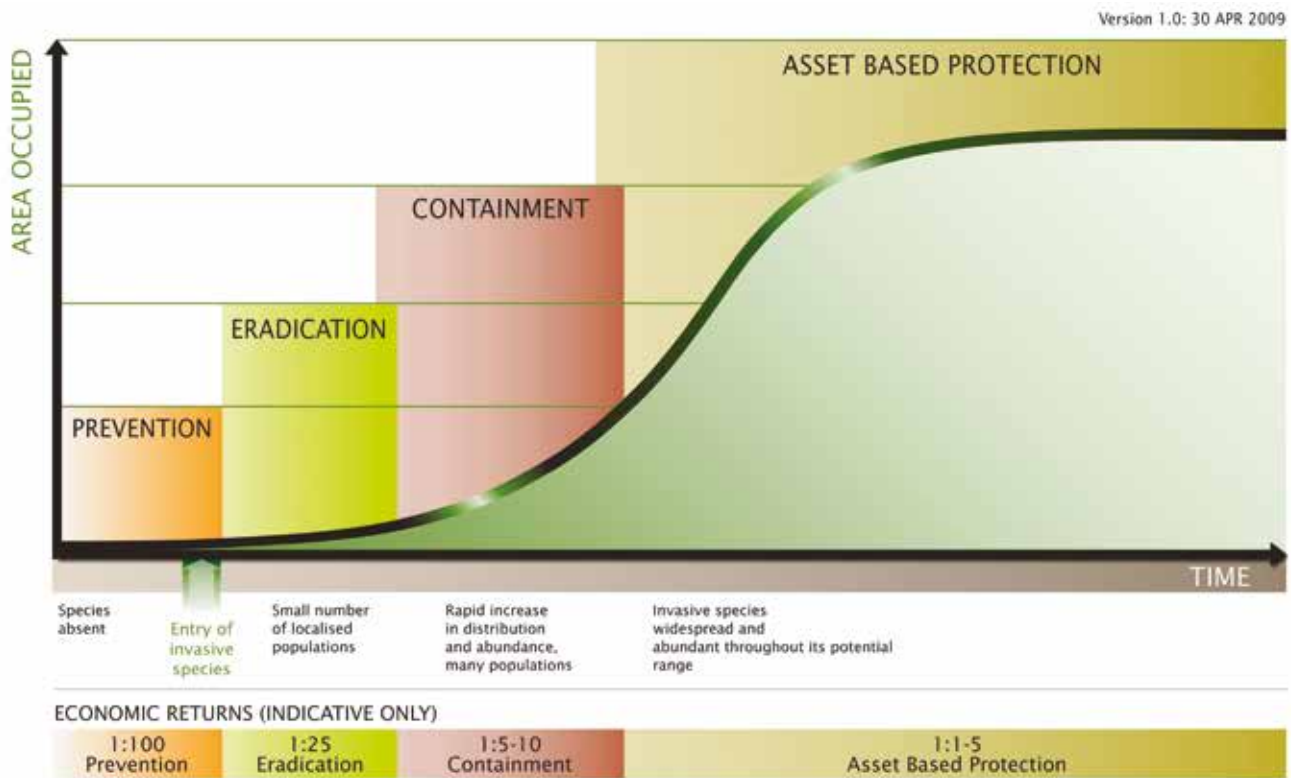 Version 1.0: 30 APR 2009
AREA OCCUPIED
ASSET BASED PROTECTION
CONTAINMENT
ERADICATION
PREVENTION
TIME
Species
absent
Entry of
invasive
species
Small number
of localised
populations
Rapid increase
in distribution
and abundance,
many populations
Invasive species
widespread and
abundant throughout its potential
range
ECONOMIC RETURNS (INDICATIVE ONLY)
1:100
Prevention
1:25
Eradication
1:5-10
Containment
1:1-5
Asset Based Protection